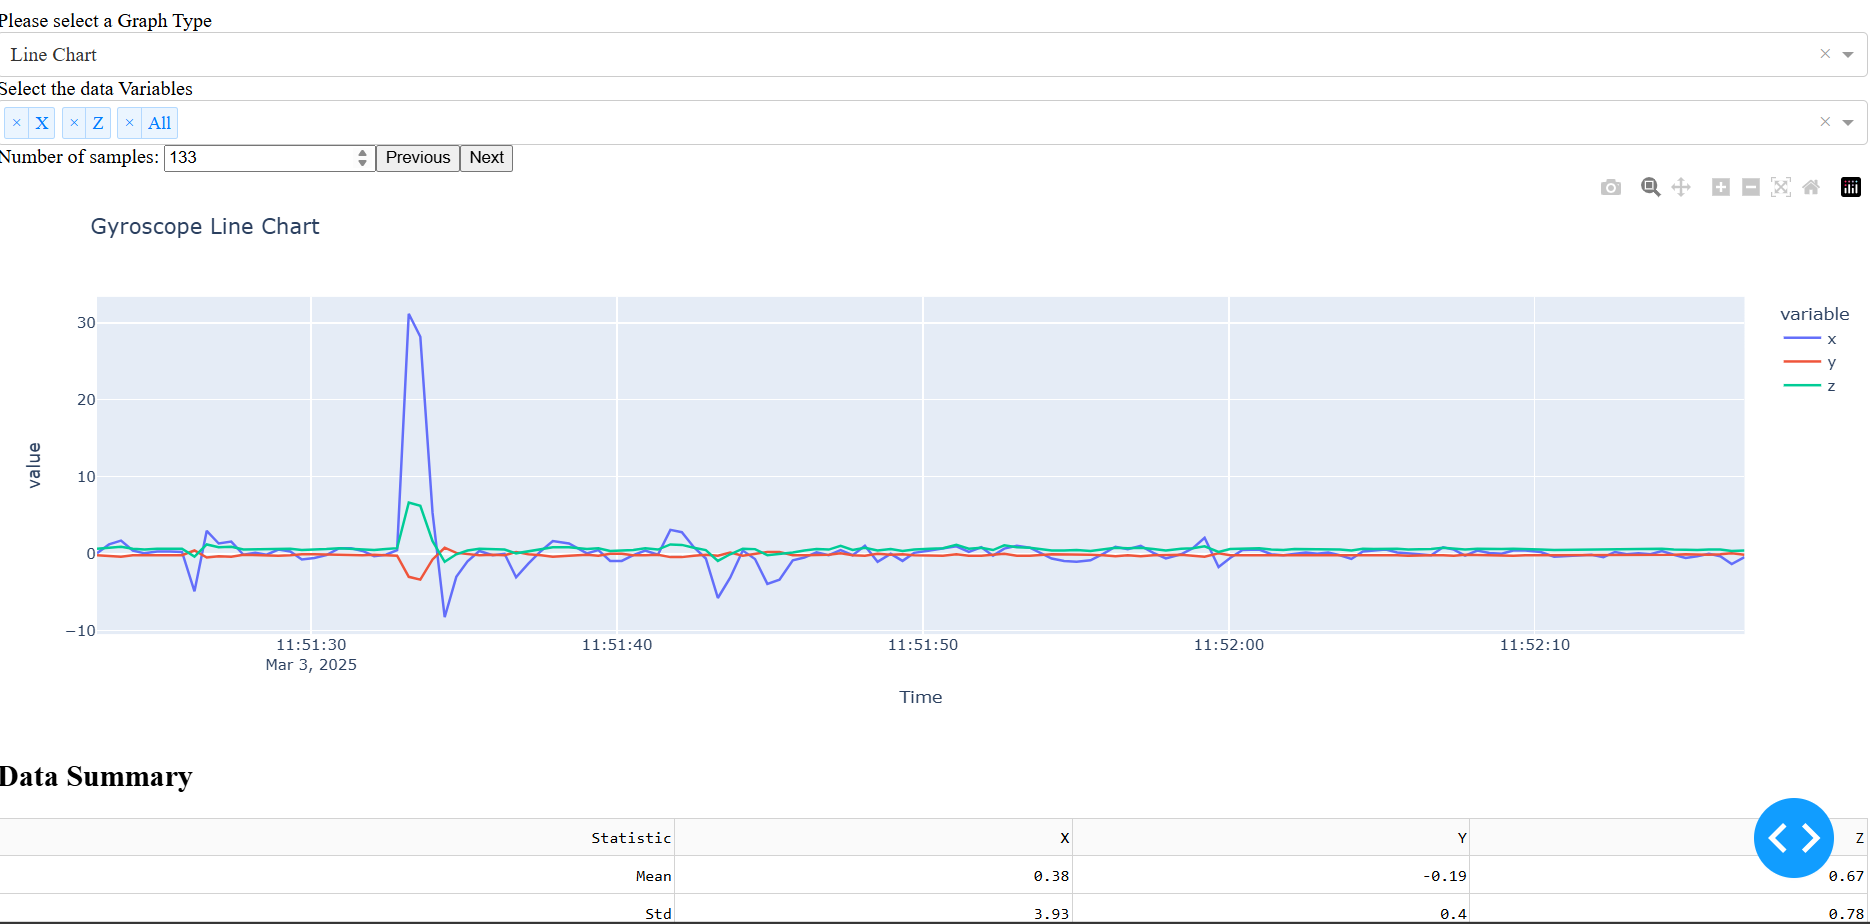 Please select a Graph Type
Line Chart
Select the data Variables
× X × Z × All
Number of samples: 133 Previous Next
Gyroscope Line Chart
variable
x
y
z
30
20
10
0
−10
value
11:51:30 11:51:40 11:51:50 11:52:00 11:52:10
Mar 3, 2025
Time
Data Summary
Statistic X Y Z
Mean 0.38 -0.19 0.67
Std 3.93 0.4 0.78